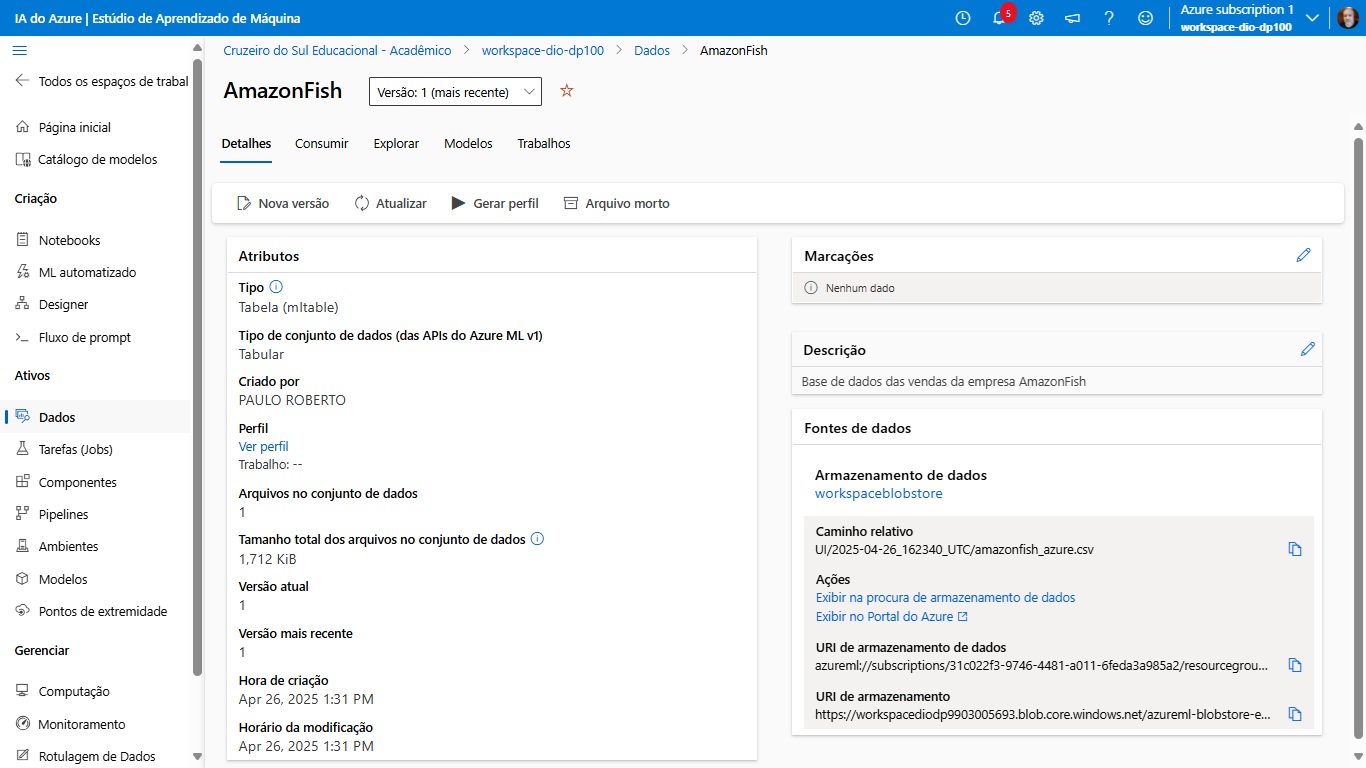 IA do Azure | Estúdio de Aprendizado de Máquina
5
Azure subscription 1
workspace-dio-dp100
Todos os espaços de trabal
Página inicial
Catálogo de modelos
Criação
Notebooks
ML automatizado
Designer
Fluxo de prompt
Ativos
Dados
Tarefas (Jobs)
Componentes
Pipelines
Ambientes
Modelos
Pontos de extremidade
Gerenciar
Computação
Monitoramento
Rotulagem de Dados
Cruzeiro do Sul Educacional - Acadêmico > workspace-dio-dp100 > Dados > AmazonFish
AmazonFish
Versão: 1 (mais recente)
Detalhes Consumir Explorar Modelos Trabalhos
Nova versão Atualizar Gerar perfil Arquivo morto
Atributos
Tipo
Tabela (mltable)
Tipo de conjunto de dados (das APIs do Azure ML v1)
Tabular
Criado por
PAULO ROBERTO
Perfil
Ver perfil
Trabalho: --
Arquivos no conjunto de dados
1
Tamanho total dos arquivos no conjunto de dados
1,712 KiB
Versão atual
1
Versão mais recente
1
Hora de criação
Apr 26, 2025 1:31 PM
Horário da modificação
Apr 26, 2025 1:31 PM
Marcações
Nenhum dado
Descrição
Base de dados das vendas da empresa AmazonFish
Fontes de dados
Armazenamento de dados
workspaceblobstore
Caminho relativo
UI/2025-04-26_162340_UTC/amazonfish_azure.csv
Ações
Exibir na procura de armazenamento de dados
Exibir no Portal do Azure
URI de armazenamento de dados
azureml://subscriptions/31c022f3-9746-4481-a011-6feda3a985a2/resourcegrou...
URI de armazenamento
https://workspacediodp9903005693.blob.core.windows.net/azureml-blobstore-e...